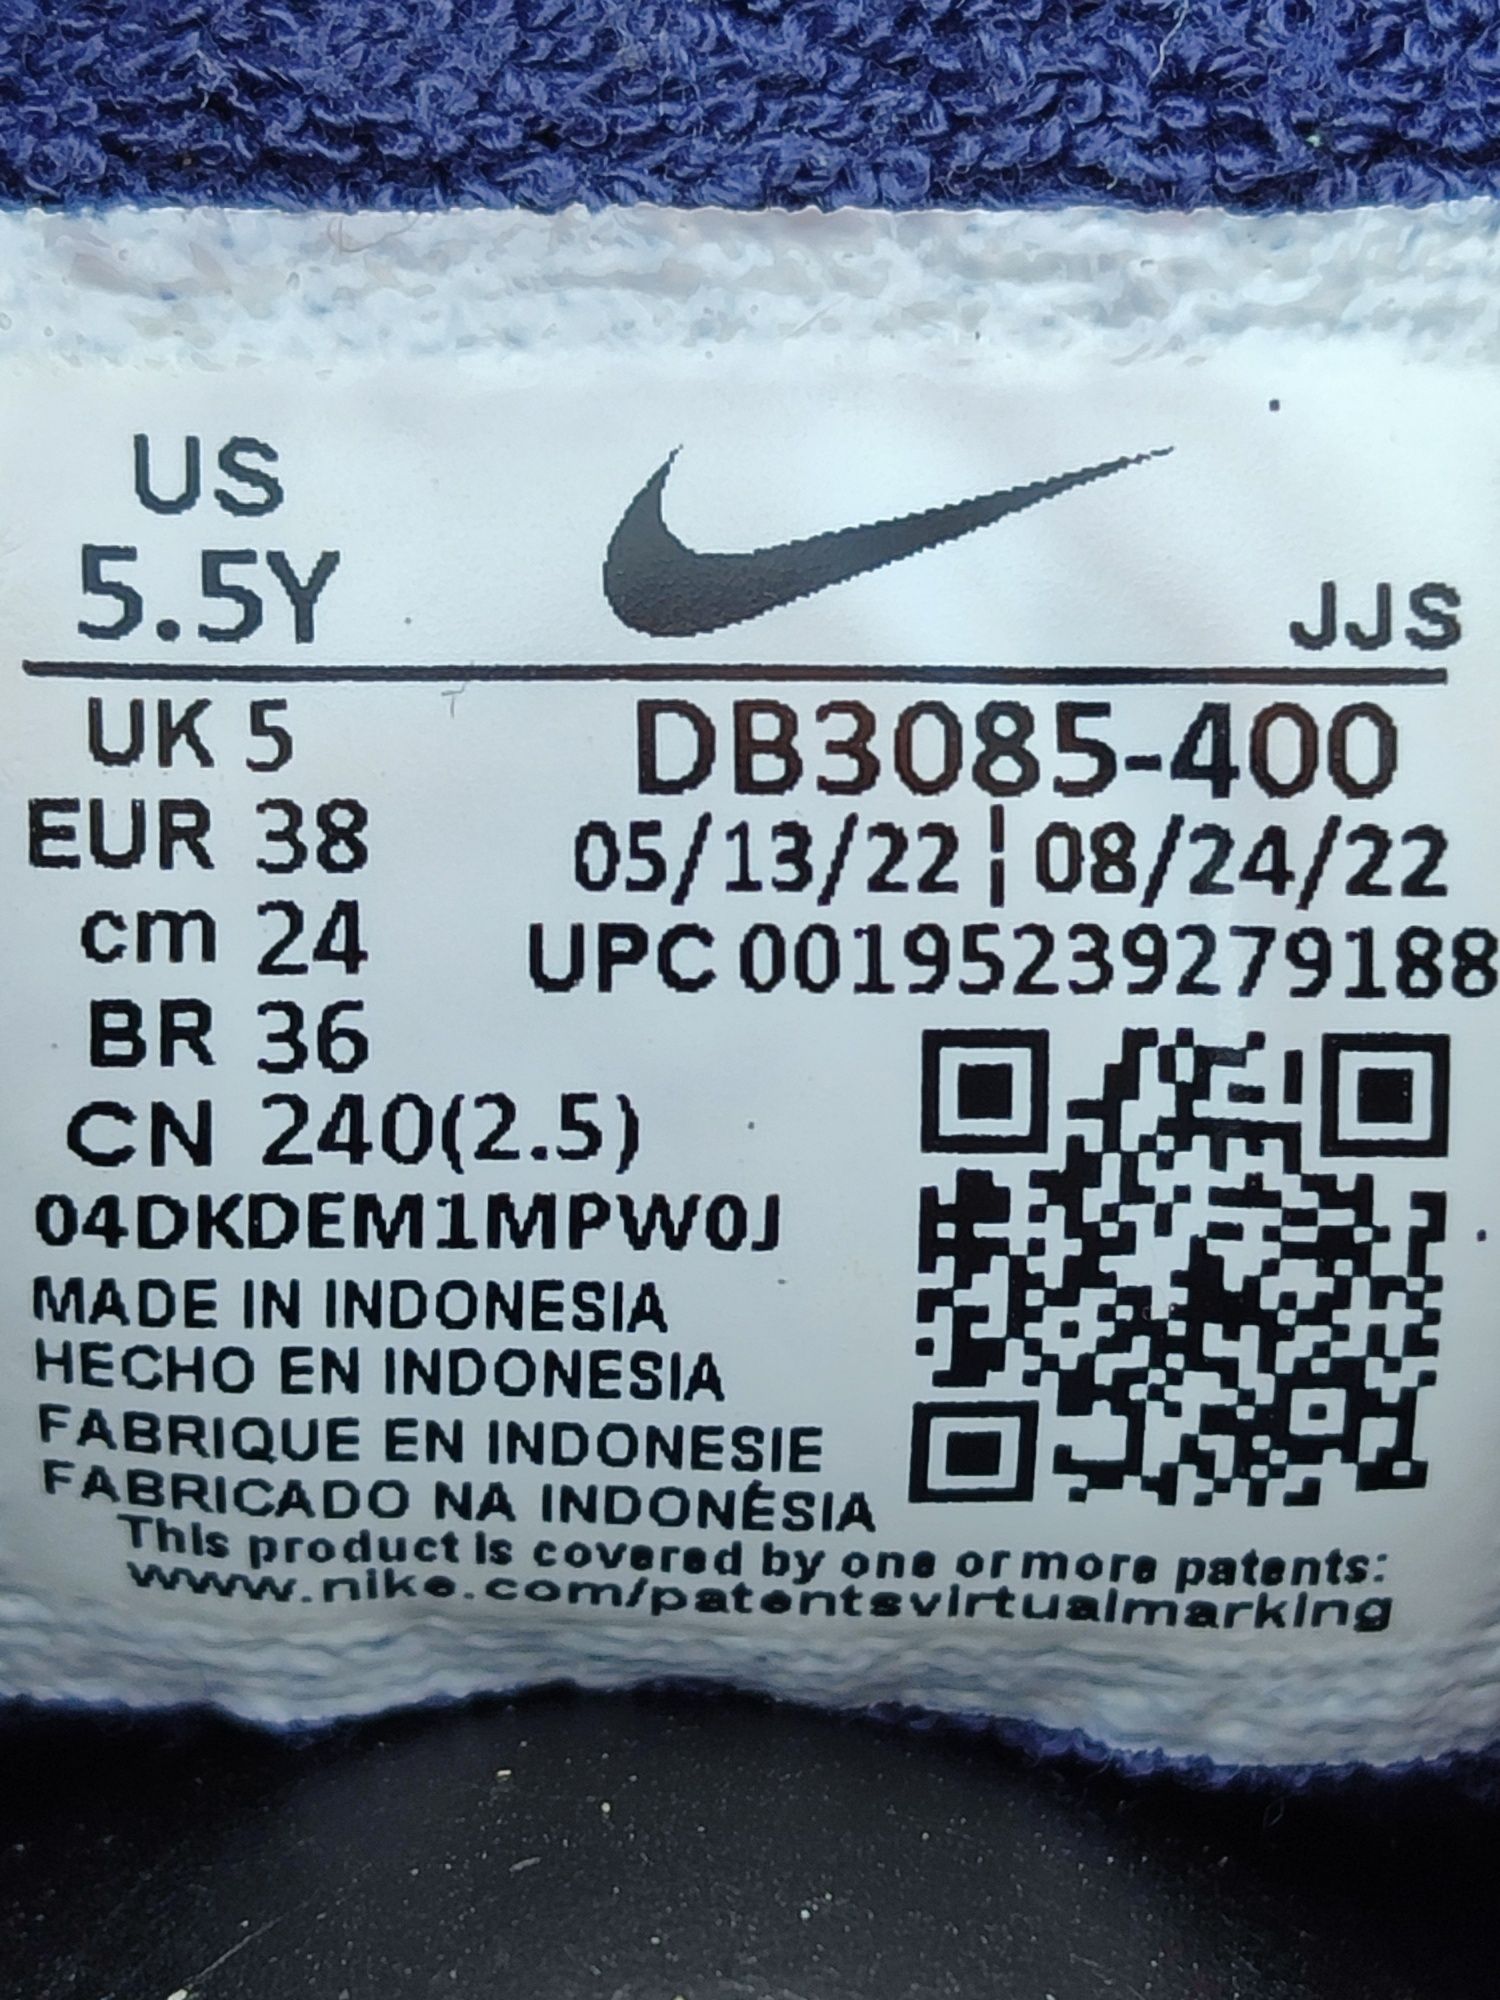 US
5.5Y
JJS
UK 5
EUR 38
cm 24
BR 36
CN 240(2.5)
DB3085-400
05/13/22 ¦ 08/24/22
UPC 00195239279188
04DKDEM1MPW0J
MADE IN INDONESIA
HECHO EN INDONESIA
FABRIQUE EN INDONESIE
FABRICADO NA INDONÉSIA
This product is covered by one or more patents:
www.nike.com/patentsvirtualmarking